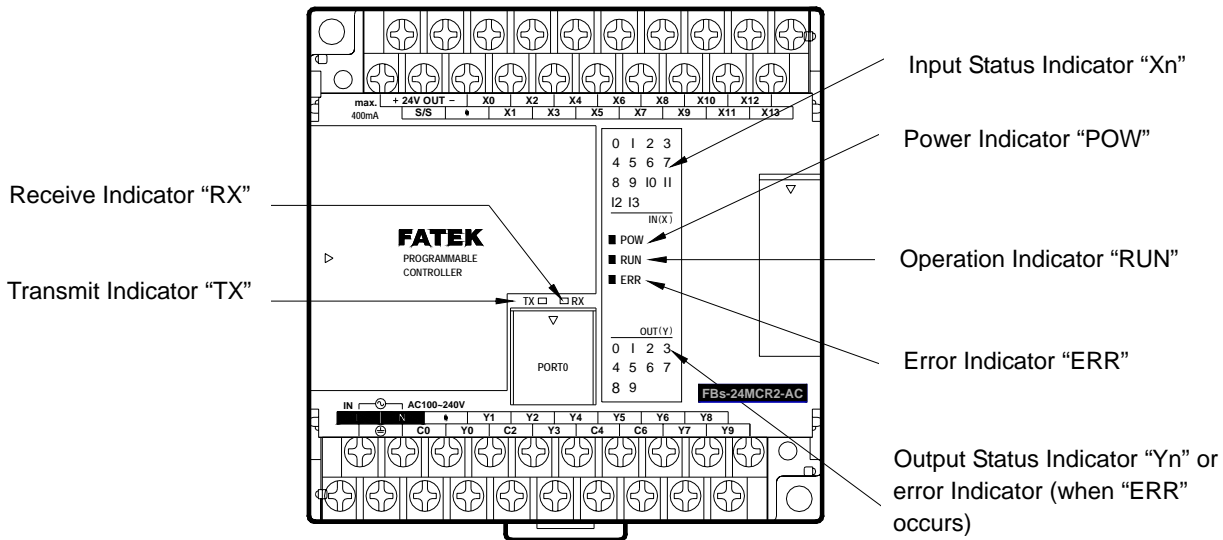 max.
400mA
+ 24V OUT − X0 X2 X4 X6 X8 X10 X12
S/S X1 X3 X5 X7 X9 X11 X13
Input Status Indicator “Xn”
Power Indicator “POW”
Operation Indicator “RUN”
Error Indicator “ERR”
Output Status Indicator “Yn” or
error Indicator (when “ERR”
occurs)
Receive Indicator “RX”
Transmit Indicator “TX”
FATEK
PROGRAMMABLE
CONTROLLER
TX RX
PORT0
0 1 2 3
4 5 6 7
8 9 10 11
12 13
IN(X)
POW
RUN
ERR
OUT(Y)
0 1 2 3
4 5 6 7
8 9
FBs-24MCR2-AC
IN AC100~240V
N Y1 Y2 Y4 Y5 Y6 Y8
C0 Y0 C2 Y3 C4 C6 Y7 Y9